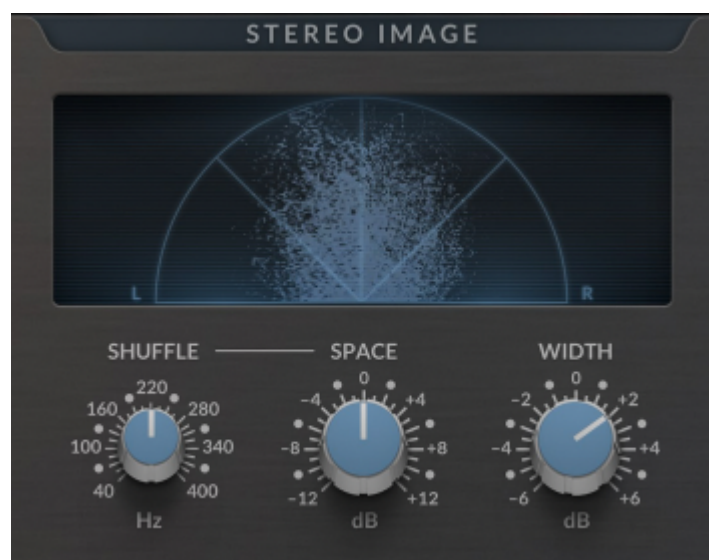 STEREO IMAGE
L R
SHUFFLE SPACE WIDTH
220 0 0
160 280 −4 +4 −2 +2
100 340 −8 +8 −4 +4
40 400 −12 +12 −6 +6
Hz dB dB